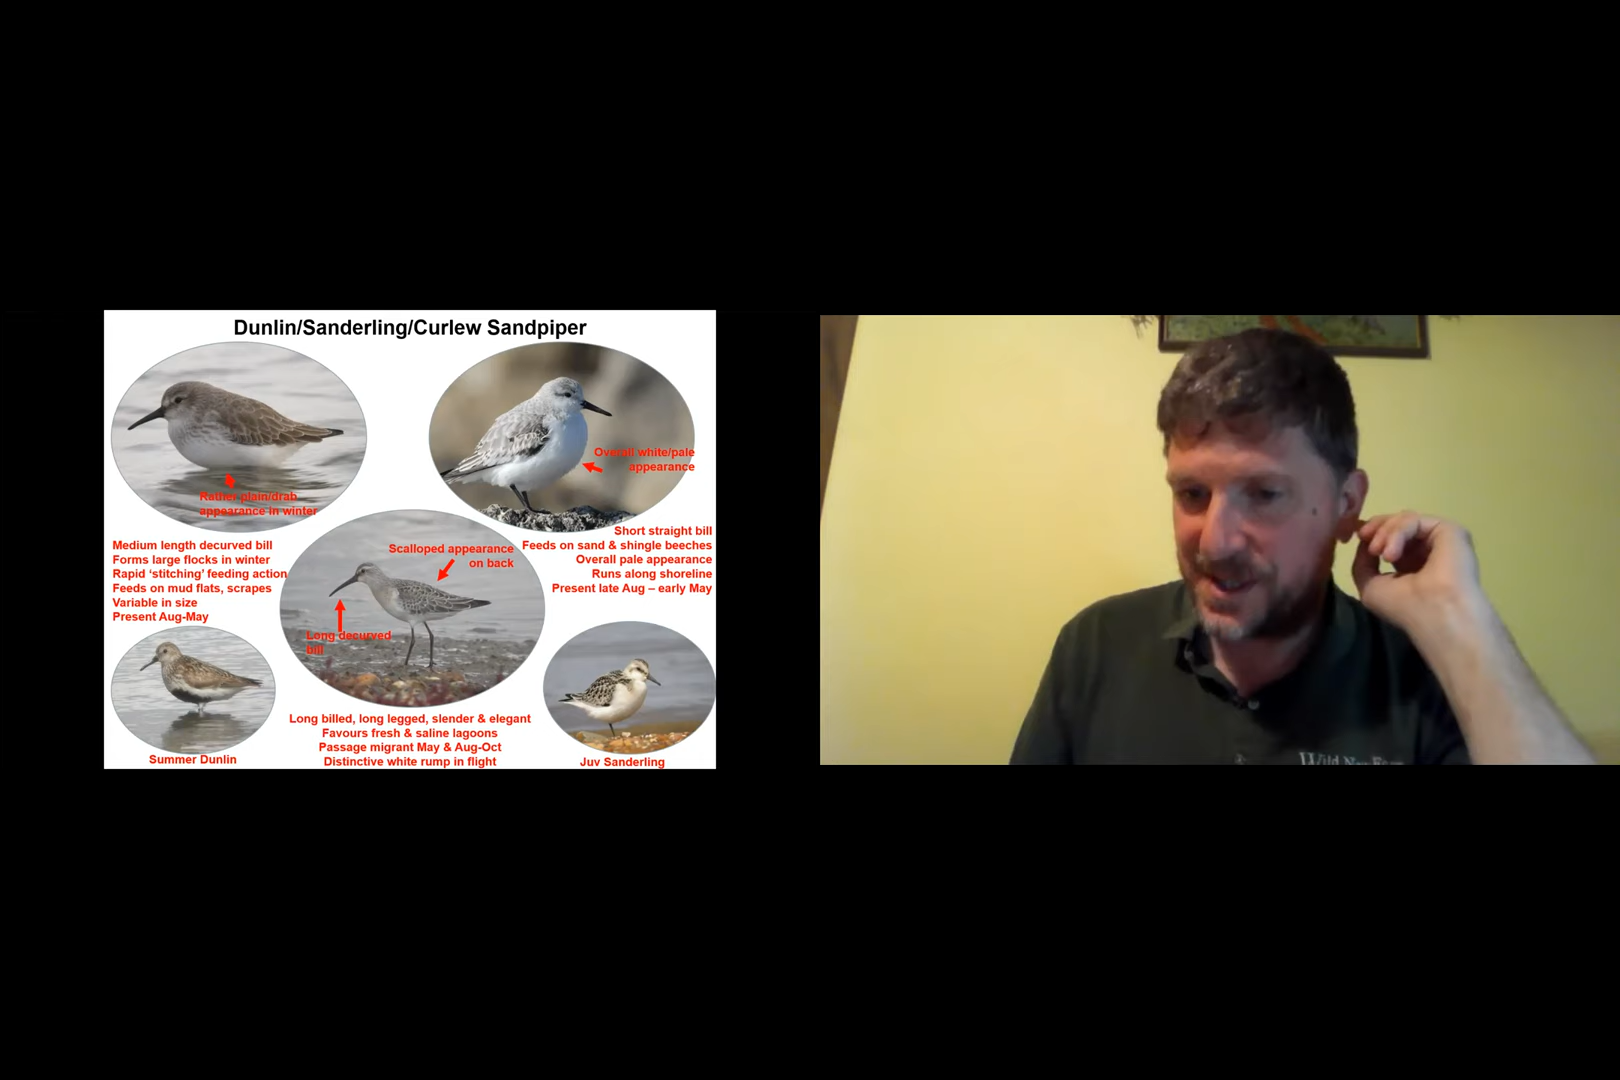 Dunlin/Sanderling/Curlew Sandpiper
Rather plain/drab
appearance in winter
Overall white/pale
appearance
Medium length decurved bill
Forms large flocks in winter
Rapid ‘stitching’ feeding action
Feeds on mud flats, scrapes
Variable in size
Present Aug-May
Scalloped appearance
on back
Long decurved
bill
Short straight bill
Feeds on sand & shingle beeches
Overall pale appearance
Runs along shoreline
Present late Aug – early May
Summer Dunlin
Long billed, long legged, slender & elegant
Favours fresh & saline lagoons
Passage migrant May & Aug-Oct
Distinctive white rump in flight
Juv Sanderling
Wild